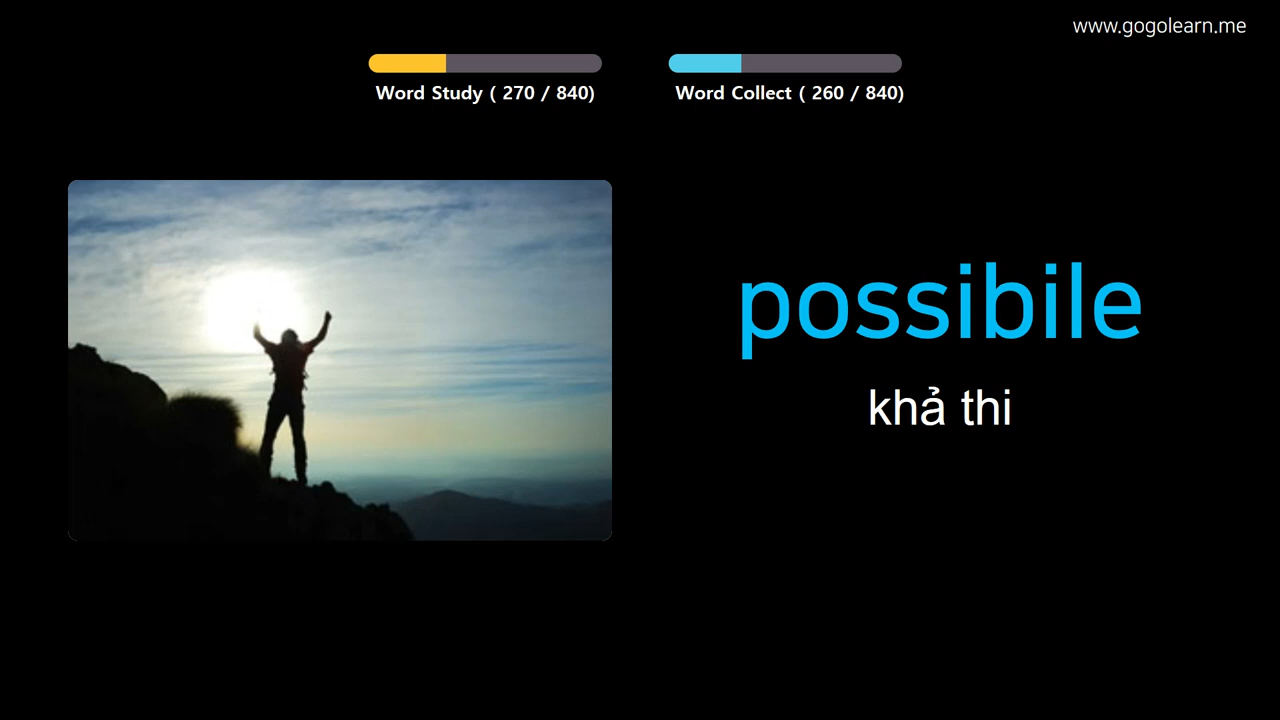 www.gogolearn.me
Word Study ( 270 / 840)
Word Collect ( 260 / 840)
possibile
khả thi